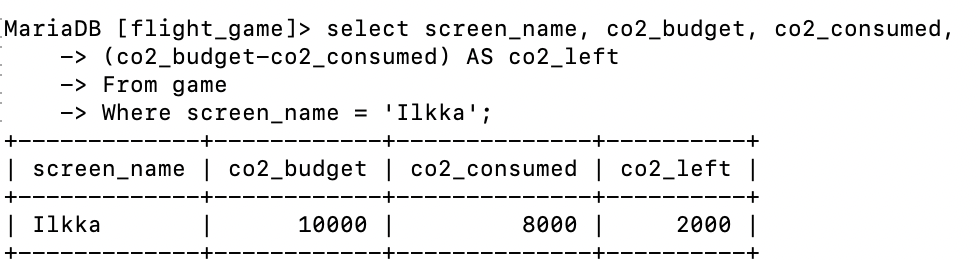 MariaDB [flight_game]> select screen_name, co2_budget, co2_consumed,
    -> (co2_budget-co2_consumed) AS co2_left
    -> From game
    -> Where screen_name = 'Ilkka';
+-------------+------------+--------------+----------+
| screen_name | co2_budget | co2_consumed | co2_left |
+-------------+------------+--------------+----------+
| Ilkka       |      10000 |         8000 |     2000 |
+-------------+------------+--------------+----------+